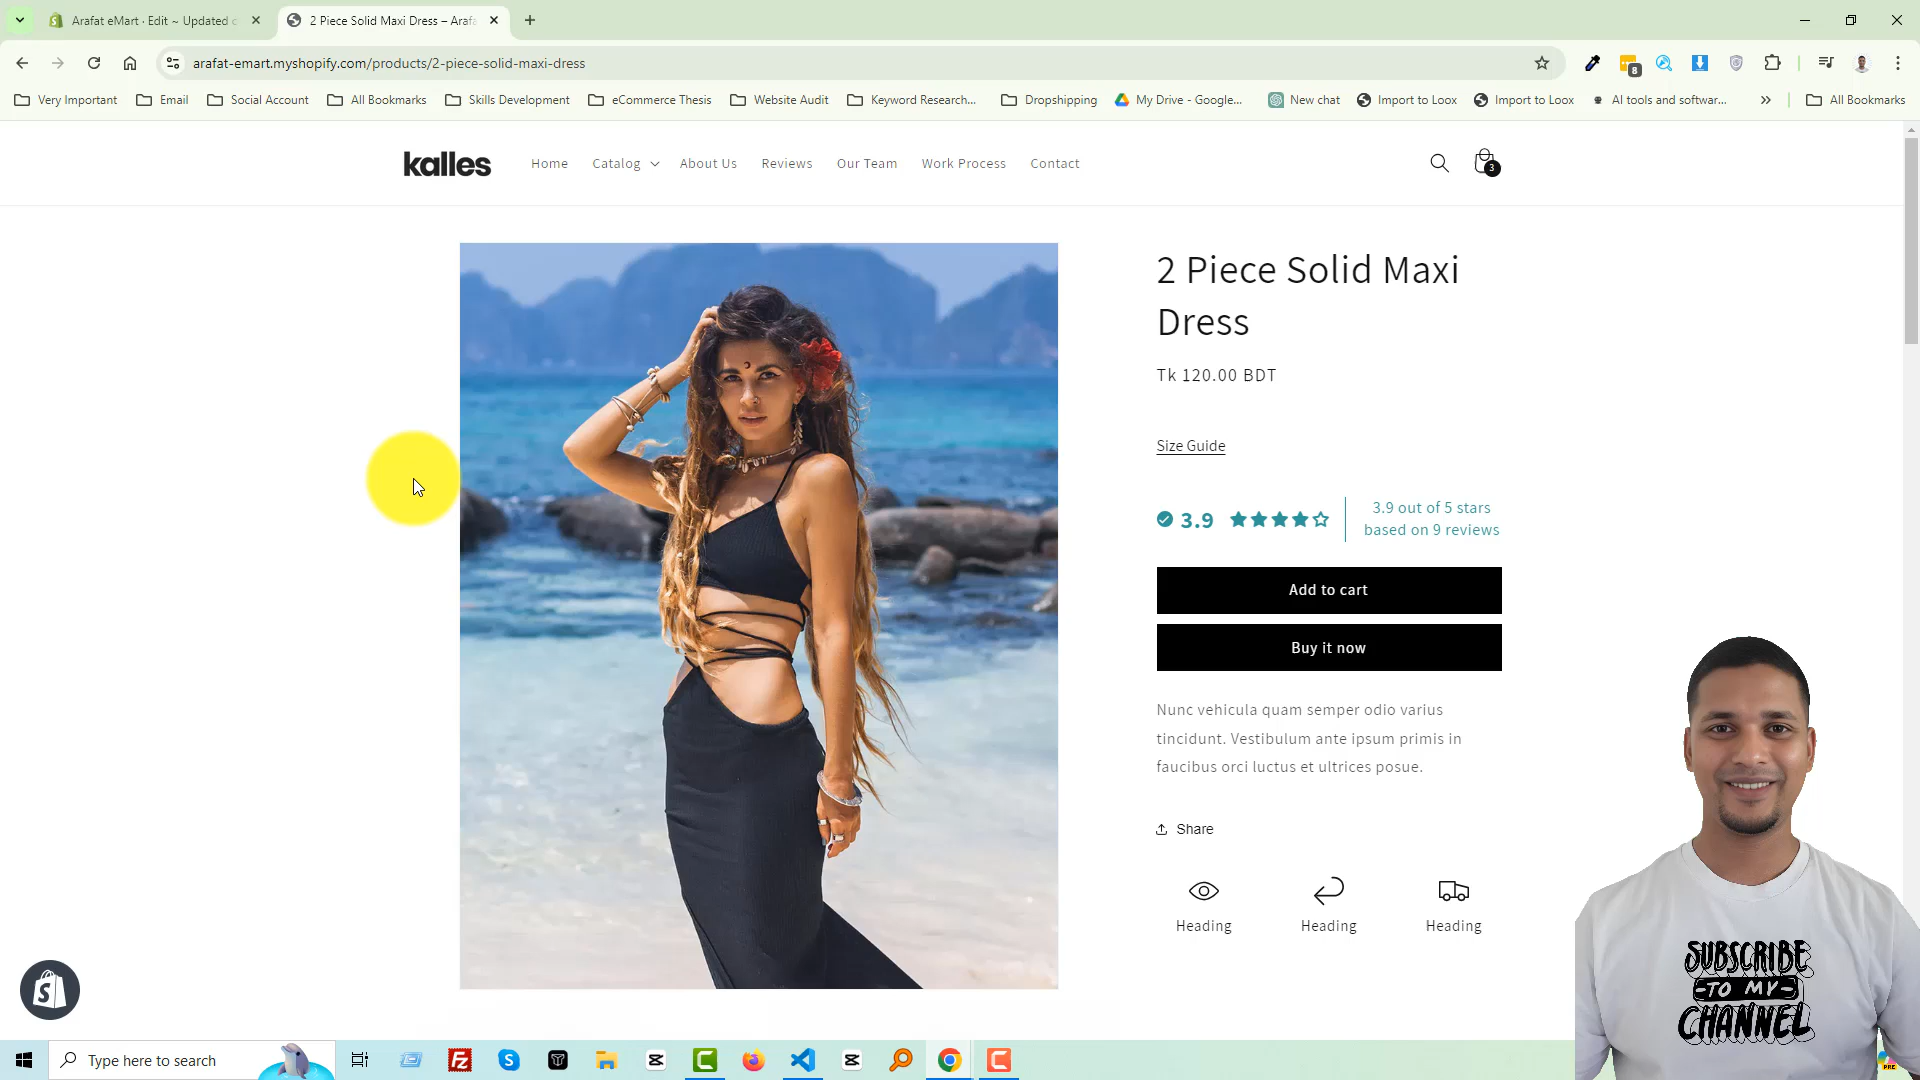 Arafat eMart · Edit ~ Updated c
2 Piece Solid Maxi Dress – Arafa
arafat-emart.myshopify.com/products/2-piece-solid-maxi-dress
8
Very Important
Email
Social Account
All Bookmarks
Skills Development
eCommerce Thesis
Website Audit
Keyword Research...
Dropshipping
My Drive - Google...
New chat
Import to Loox
Import to Loox
AI tools and softwar...
»
All Bookmarks
kalles
Home
Catalog
About Us
Reviews
Our Team
Work Process
Contact
3
2 Piece Solid Maxi
Dress
Tk 120.00 BDT
Size Guide
3.9
3.9 out of 5 stars
based on 9 reviews
Add to cart
Buy it now
Nunc vehicula quam semper odio varius
tincidunt. Vestibulum ante ipsum primis in
faucibus orci luctus et ultrices posue.
Share
Heading
Heading
Heading
SUBSCRIBE
-TO MY-
CHANNEL
Type here to search
PRE